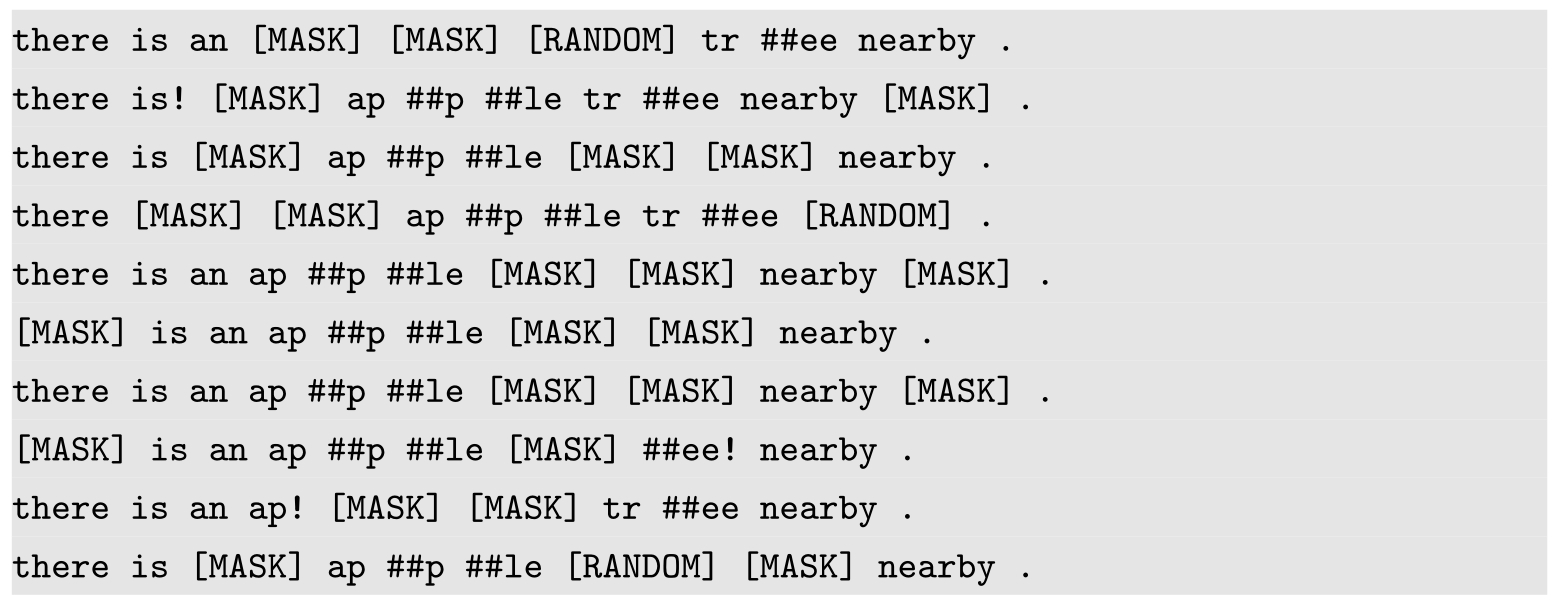 there is an [MASK] [MASK] [RANDOM] tr ##ee nearby .
there is! [MASK] ap ##p ##le tr ##ee nearby [MASK] .
there is [MASK] ap ##p ##le [MASK] [MASK] nearby .
there [MASK] [MASK] ap ##p ##le tr ##ee [RANDOM] .
there is an ap ##p ##le [MASK] [MASK] nearby [MASK] .
[MASK] is an ap ##p ##le [MASK] [MASK] nearby .
there is an ap ##p ##le [MASK] [MASK] nearby [MASK] .
[MASK] is an ap ##p ##le [MASK] ##ee! nearby .
there is an ap! [MASK] [MASK] tr ##ee nearby .
there is [MASK] ap ##p ##le [RANDOM] [MASK] nearby .